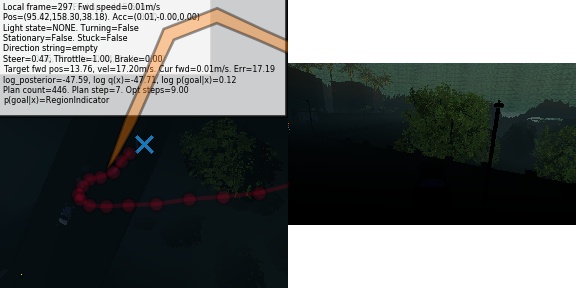 Local frame=297. Fwd speed=0.01m/s
Pos=(95.42,158.30,38.18). Acc=(0.01,-0.00,0.00)
Light state=NONE. Turning=False
Stationary=False. Stuck=False
Direction string=empty
Steer=0.47, Throttle=1.00, Brake=0.00
Target fwd pos=13.76, vel=17.20m/s. Cur fwd=0.01m/s. Err=17.19
log_posterior=-47.59, log q(x)=-47.71, log p(goal|x)=0.12
Plan count=446. Plan step=7. Opt steps=9.00
p(goal|x)=RegionIndicator